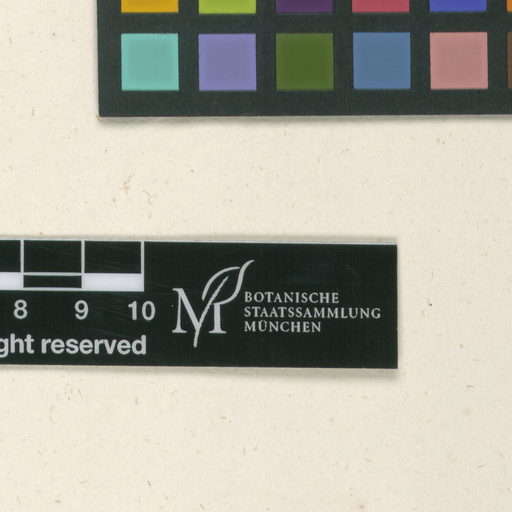 8 9 10
ght reserved
M
BOTANISCHE
STAATSSAMMLUNG
MÜNCHEN